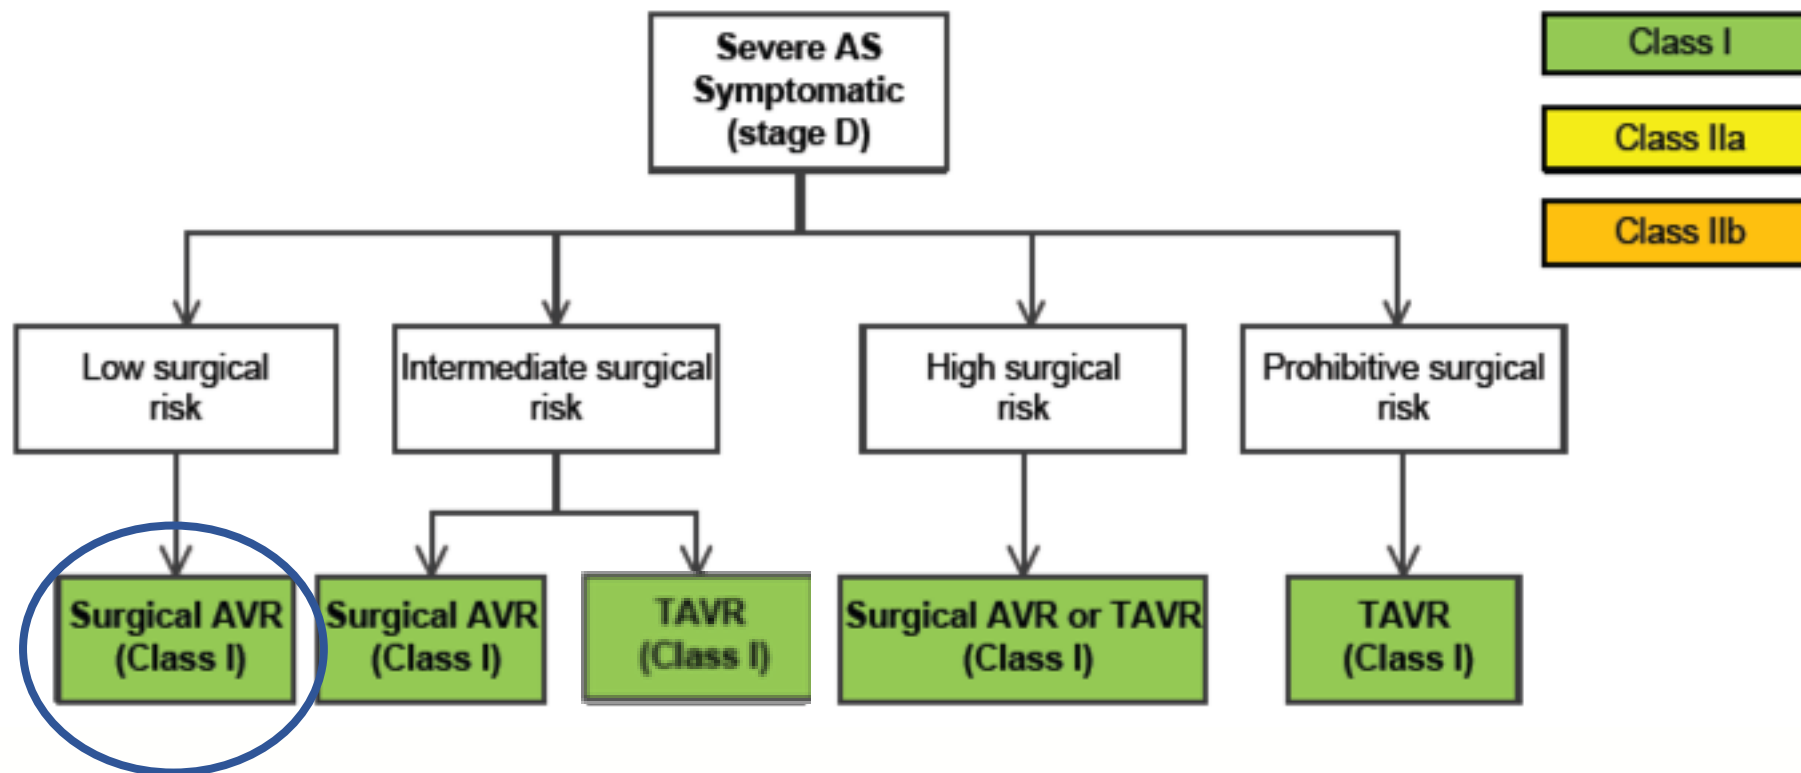 Severe AS
Symptomatic
(stage D)
Class I
Class IIa
Class IIb
Low surgical
risk
Intermediate surgical
risk
High surgical
risk
Prohibitive surgical
risk
Surgical AVR
(Class I)
Surgical AVR
(Class I)
TAVR
(Class I)
Surgical AVR or TAVR
(Class I)
TAVR
(Class I)